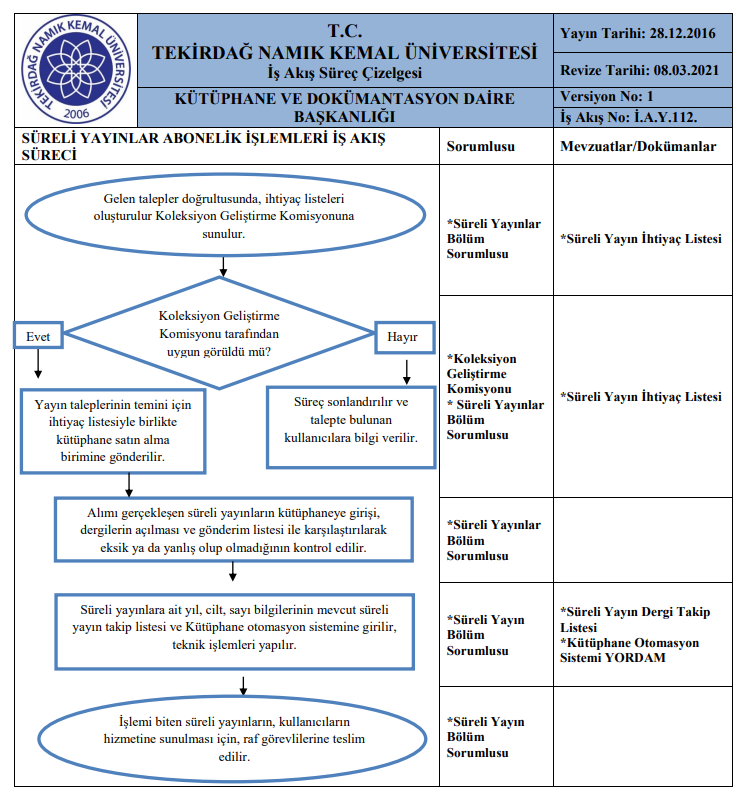 TEKİRDAĞ NAMIK KEMAL ÜNİVERSİTESİ
2006
T.C.
TEKİRDAĞ NAMIK KEMAL ÜNİVERSİTESİ
İş Akış Süreç Çizelgesi
KÜTÜPHANE VE DOKÜMANTASYON DAİRE
BAŞKANLIĞI
Yayın Tarihi: 28.12.2016
Revize Tarihi: 08.03.2021
Versiyon No: 1
İş Akış No: İ.A.Y.112.
SÜRELİ YAYINLAR ABONELİK İŞLEMLERİ İŞ AKIŞ
SÜRECİ
Sorumlusu
Mevzuatlar/Dokümanlar
Gelen talepler doğrultusunda, ihtiyaç listeleri
oluşturulur Koleksiyon Geliştirme Komisyonuna
sunulur.
*Süreli Yayınlar
Bölüm
Sorumlusu
*Süreli Yayın İhtiyaç Listesi
Koleksiyon Geliştirme
Komisyonu tarafından
uygun görüldü mü?
Evet
Hayır
Yayın taleplerinin temini için
ihtiyaç listesiyle birlikte
kütüphane satın alma
birimine gönderilir.
Süreç sonlandırılır ve
talepte bulunan
kullanıcılara bilgi verilir.
*Koleksiyon
Geliştirme
Komisyonu
* Süreli Yayınlar
Bölüm
Sorumlusu
*Süreli Yayın İhtiyaç Listesi
Alımı gerçekleşen süreli yayınların kütüphaneye girişi,
dergilerin açılması ve gönderim listesi ile karşılaştırılarak
eksik ya da yanlış olup olmadığının kontrol edilir.
*Süreli Yayınlar
Bölüm
Sorumlusu
Süreli yayınlara ait yıl, cilt, sayı bilgilerinin mevcut süreli
yayın takip listesi ve Kütüphane otomasyon sistemine girilir,
teknik işlemleri yapılır.
*Süreli Yayın
Bölüm
Sorumlusu
*Süreli Yayın Dergi Takip
Listesi
*Kütüphane Otomasyon
Sistemi YORDAM
İşlemi biten süreli yayınların, kullanıcıların
hizmetine sunulması için, raf görevlilerine teslim
edilir.
*Süreli Yayın
Bölüm
Sorumlusu